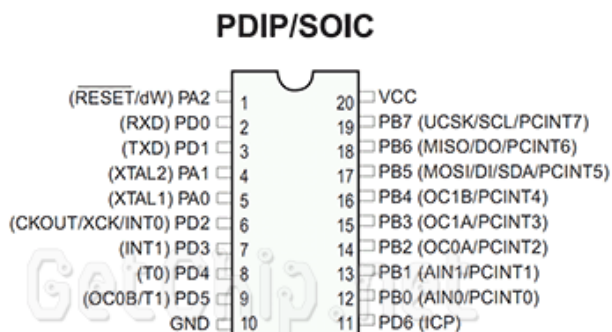 PDIP/SOIC
(RESET/dW) PA2 1 20 VCC
(RXD) PD0 2 19 PB7 (UCSK/SCL/PCINT7)
(TXD) PD1 3 18 PB6 (MISO/DO/PCINT6)
(XTAL2) PA1 4 17 PB5 (MOSI/DI/SDA/PCINT5)
(XTAL1) PA0 5 16 PB4 (OC1B/PCINT4)
(CKOUT/XCK/INT0) PD2 6 15 PB3 (OC1A/PCINT3)
(INT1) PD3 7 14 PB2 (OC0A/PCINT2)
(T0) PD4 8 13 PB1 (AIN1/PCINT1)
(OC0B/T1) PD5 9 12 PB0 (AIN0/PCINT0)
GND 10 11 PD6 (ICP)
GetChip.net